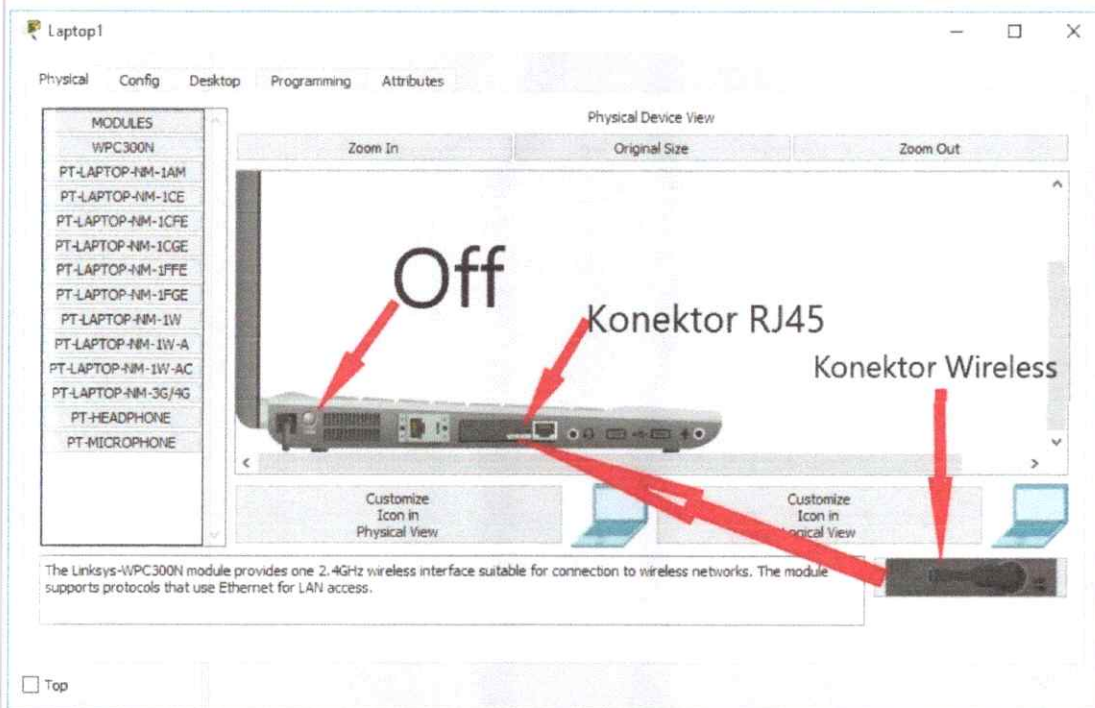 Laptop1
Physical Config Desktop Programming Attributes
MODULES
WPC300N
PT-LAPTOP-NM-1AM
PT-LAPTOP-NM-1CE
PT-LAPTOP-NM-1CFE
PT-LAPTOP-NM-1CGE
PT-LAPTOP-NM-1FFE
PT-LAPTOP-NM-1FGE
PT-LAPTOP-NM-1W
PT-LAPTOP-NM-1W-A
PT-LAPTOP-NM-1W-AC
PT-LAPTOP-NM-3G/4G
PT-HEADPHONE
PT-MICROPHONE
Physical Device View
Zoom In Original Size Zoom Out
Off
Konektor RJ45
Konektor Wireless
Customize
Icon in
Physical View
Customize
Icon in
ogical View
The Linksys-WPC300N module provides one 2.4GHz wireless interface suitable for connection to wireless networks. The module
supports protocols that use Ethernet for LAN access.
Top